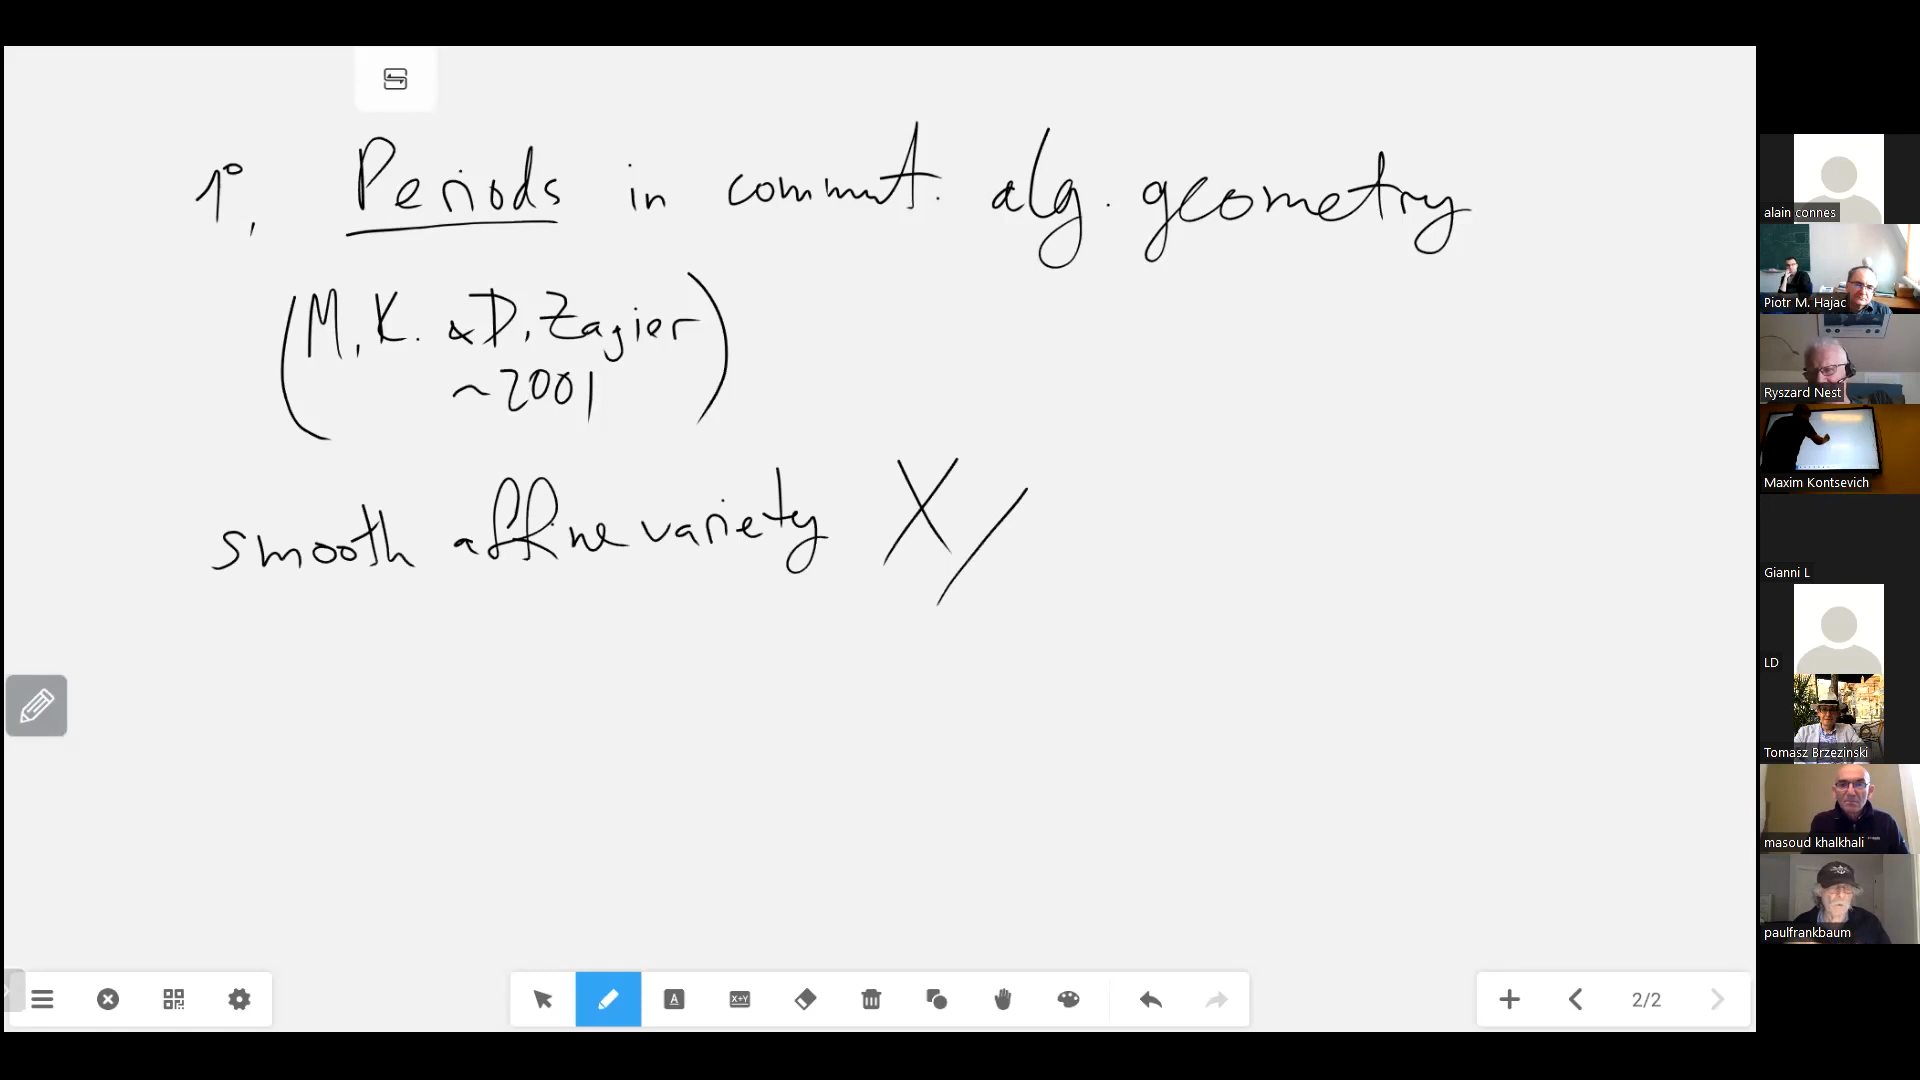 1°, Periods in commut. alg. geometry
(M.K. & D. Zagier
~2001)
smooth affine variety X/
alain connes
Piotr M. Hajac
Ryszard Nest
Maxim Kontsevich
Gianni L
LD
Tomasz Brzezinski
masoud khalkhali
paulfrankbaum
A
X+Y
2/2